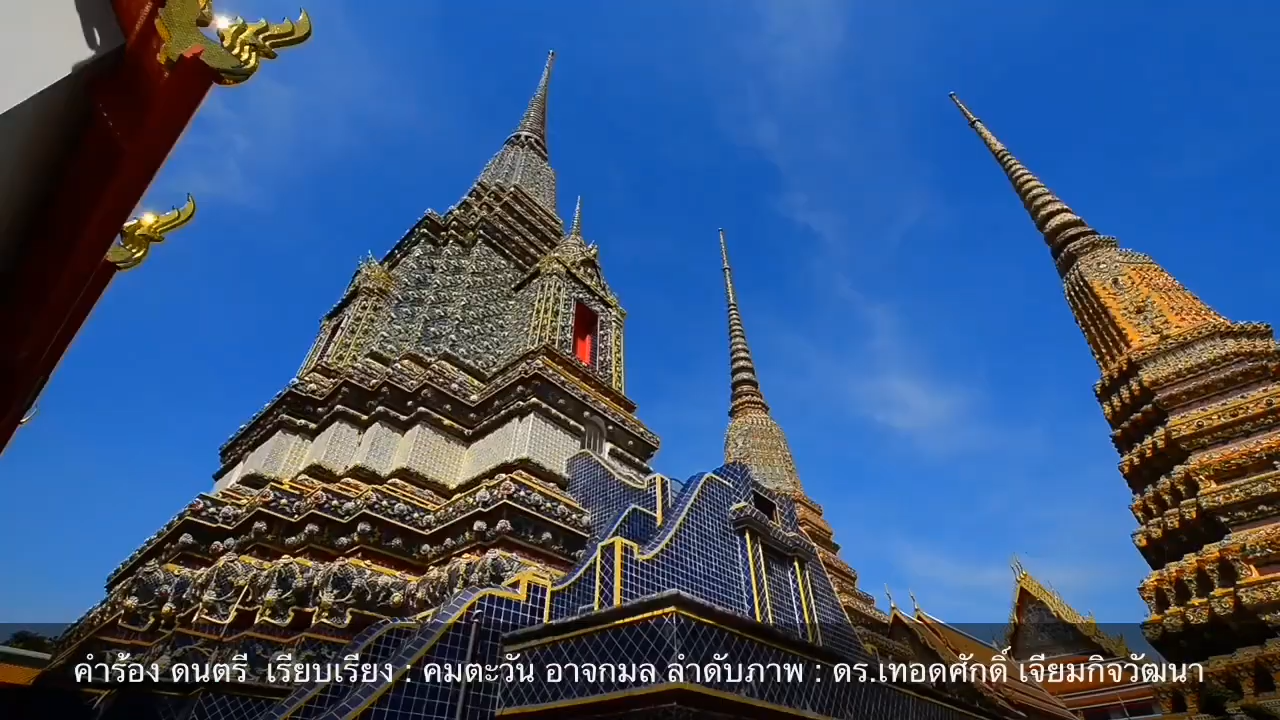 คำร้อง ดนตรี  เรียบเรียง : คมตะวัน อาจกมล ลำดับภาพ : ดร.เทอดศักดิ์ เจียมกิจวัฒนา